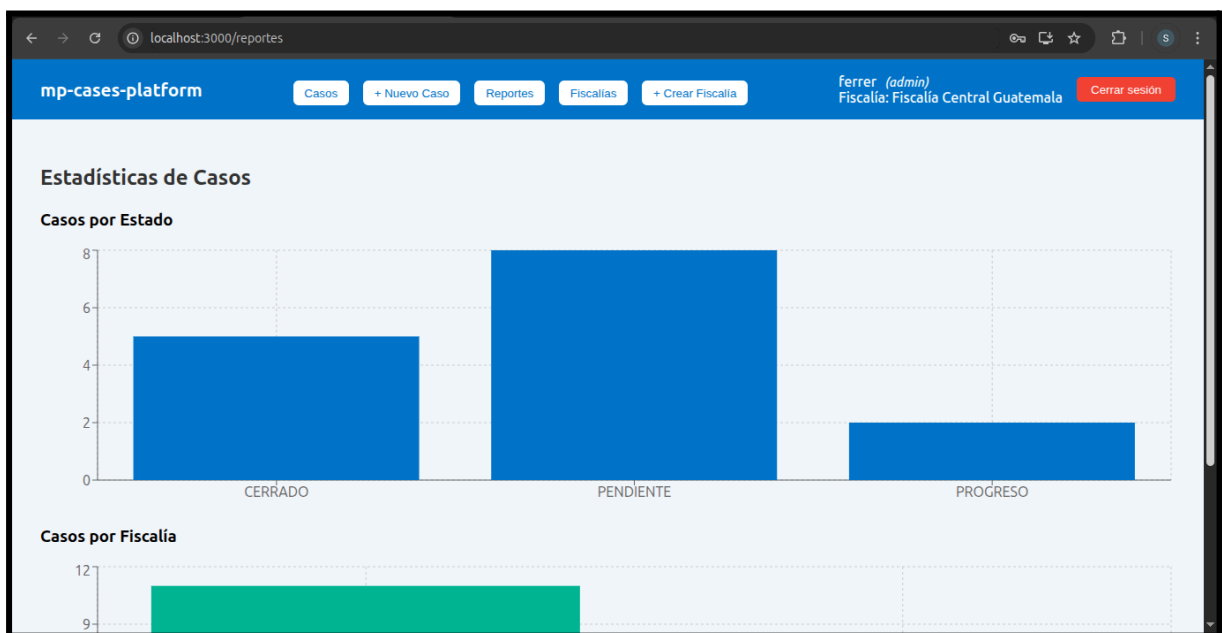 localhost:3000/reportes
S
mp-cases-platform
Casos
+ Nuevo Caso
Reportes
Fiscalías
+ Crear Fiscalía
ferrer (admin)
Fiscalía: Fiscalía Central Guatemala
Cerrar sesión
Estadísticas de Casos
Casos por Estado
8
6
4
2
0
CERRADO PENDIENTE PROGRESO
Casos por Fiscalía
12
9